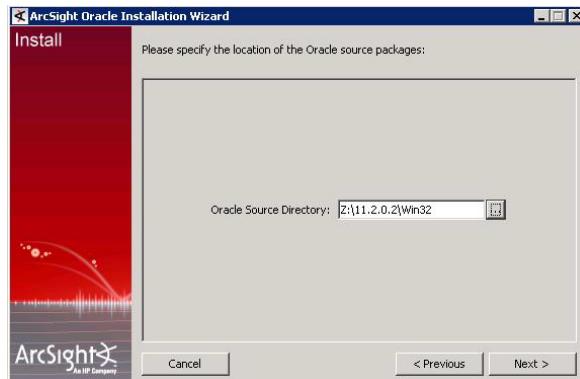 ArcSight Oracle Installation Wizard
Install
Please specify the location of the Oracle source packages:
Oracle Source Directory: Z:\11.2.0.2\Win32 ...
ArcSight
An HP Company
Cancel < Previous Next >